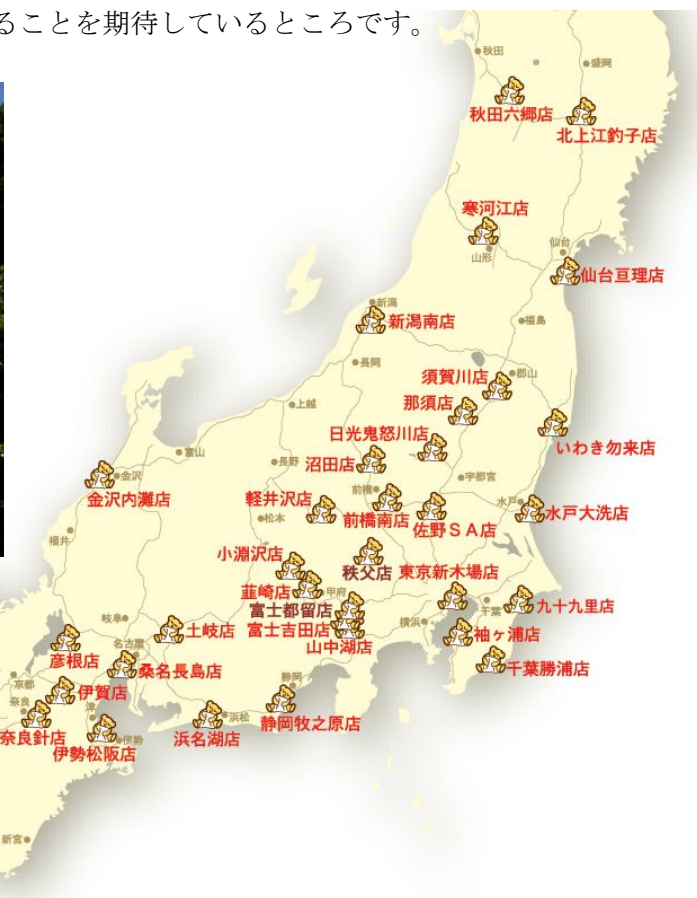 ることを期待しているところです。
秋田
盛岡
秋田六郷店
北上江釣子店
寒河江店
山形
仙台
仙台亘理店
新潟
新潟南店
福島
長岡
須賀川店
郡山
那須店
上越
いわき勿来店
日光鬼怒川店
富山
長野
沼田店
宇都宮
金沢
金沢内灘店
前橋
軽井沢店
前橋南店
佐野SA店
水戸
水戸大洗店
松本
福井
小淵沢店
秩父店
東京新木場店
韮崎店
甲府
富士都留店
千葉
九十九里店
岐阜
土岐店
富士吉田店
横浜
袖ヶ浦店
山中湖店
名古屋
彦根店
桑名長島店
千葉勝浦店
京都
伊賀店
静岡
奈良
津
浜松
静岡牧之原店
奈良針店
伊勢
伊勢松阪店
浜名湖店
新宮